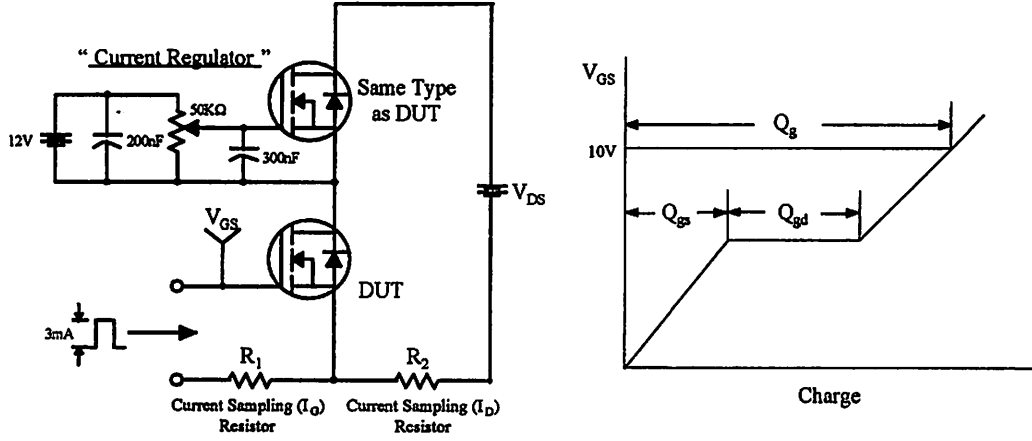 “ Current Regulator ”
Same Type
as DUT
50KΩ
12V
200nF
300nF
V_DS
V_GS
DUT
3mA
R_1
R_2
Current Sampling (I_G)
Resistor
Current Sampling (I_D)
Resistor
V_GS
Q_g
10V
Q_gs
Q_gd
Charge